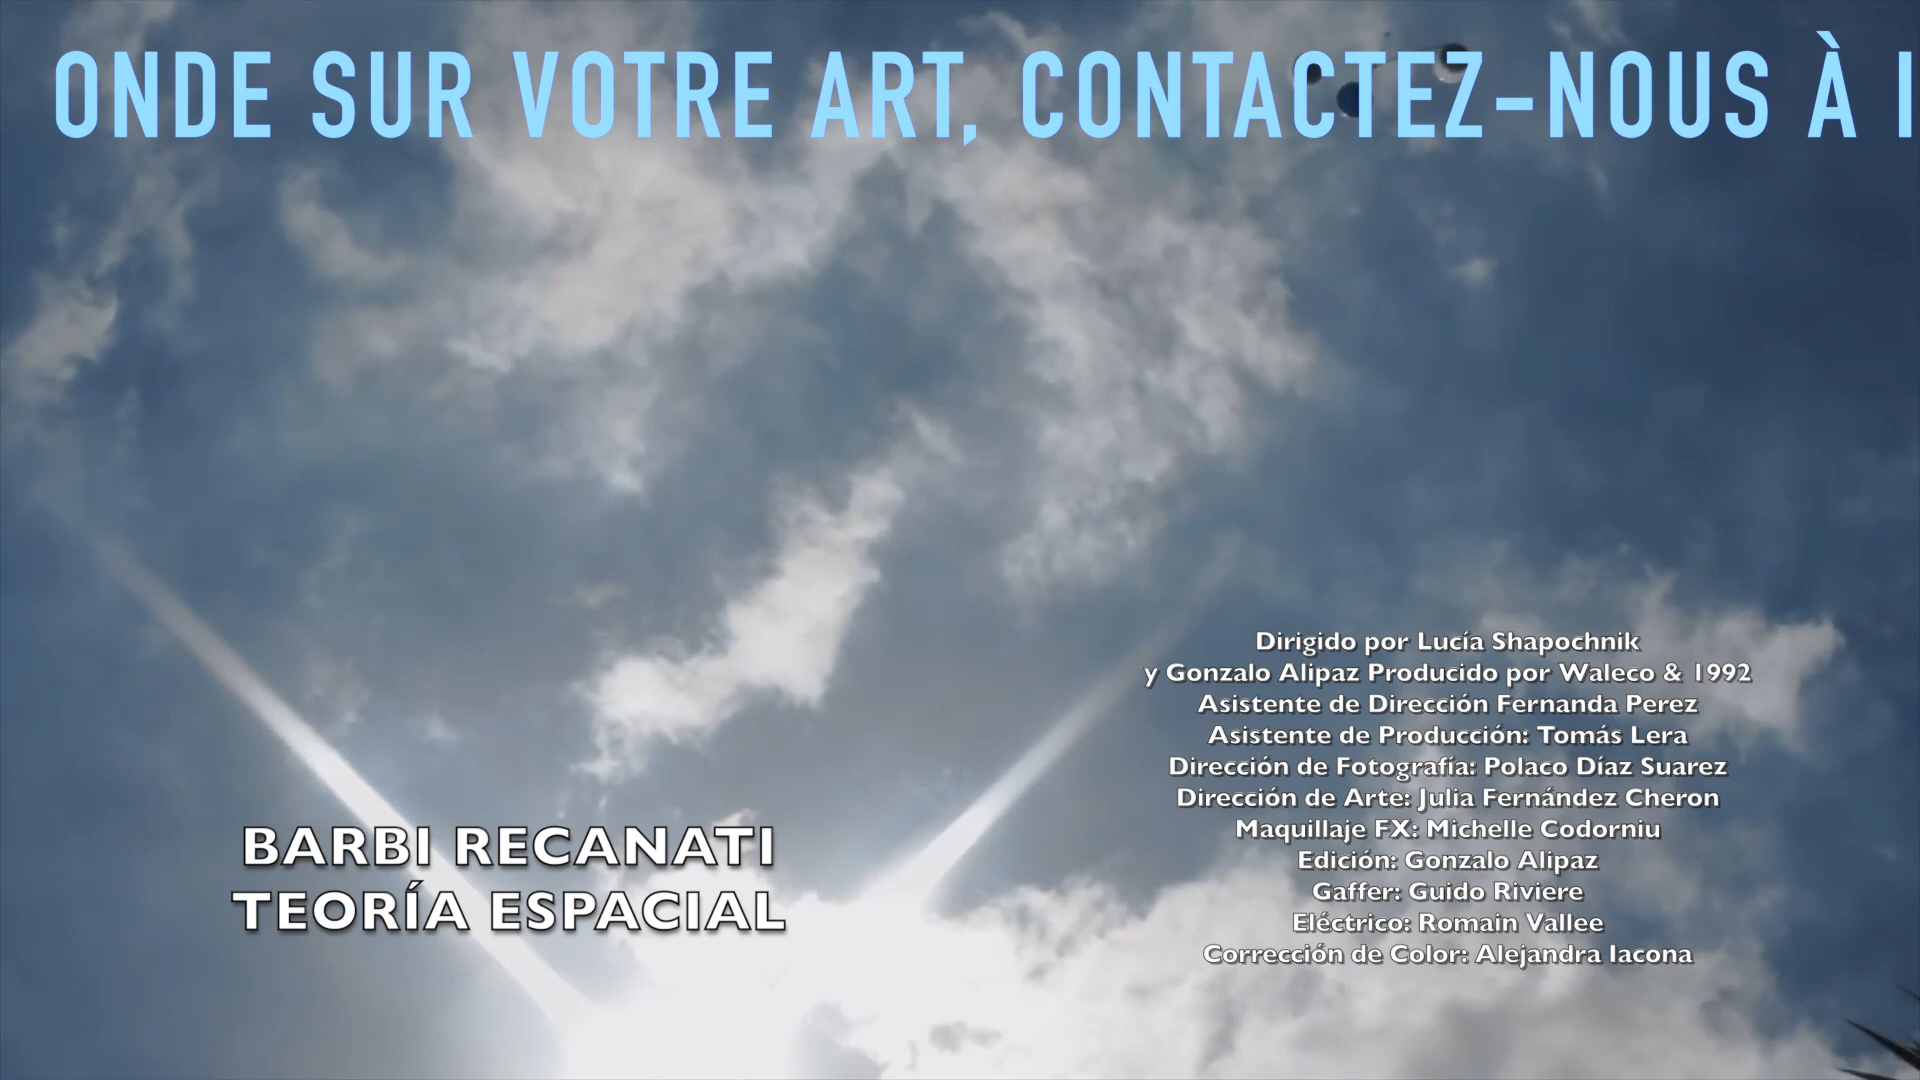 ONDE SUR VOTRE ART, CONTACTEZ-NOUS À I
BARBI RECANATI
TEORÍA ESPACIAL
Dirigido por Lucía Shapochnik
y Gonzalo Alipaz Producido por Waleco & 1992
Asistente de Dirección Fernanda Perez
Asistente de Producción: Tomás Lera
Dirección de Fotografía: Polaco Díaz Suarez
Dirección de Arte: Julia Fernández Cheron
Maquillaje FX: Michelle Codorniu
Edición: Gonzalo Alipaz
Gaffer: Guido Riviere
Eléctrico: Romain Vallee
Corrección de Color: Alejandra Iacona